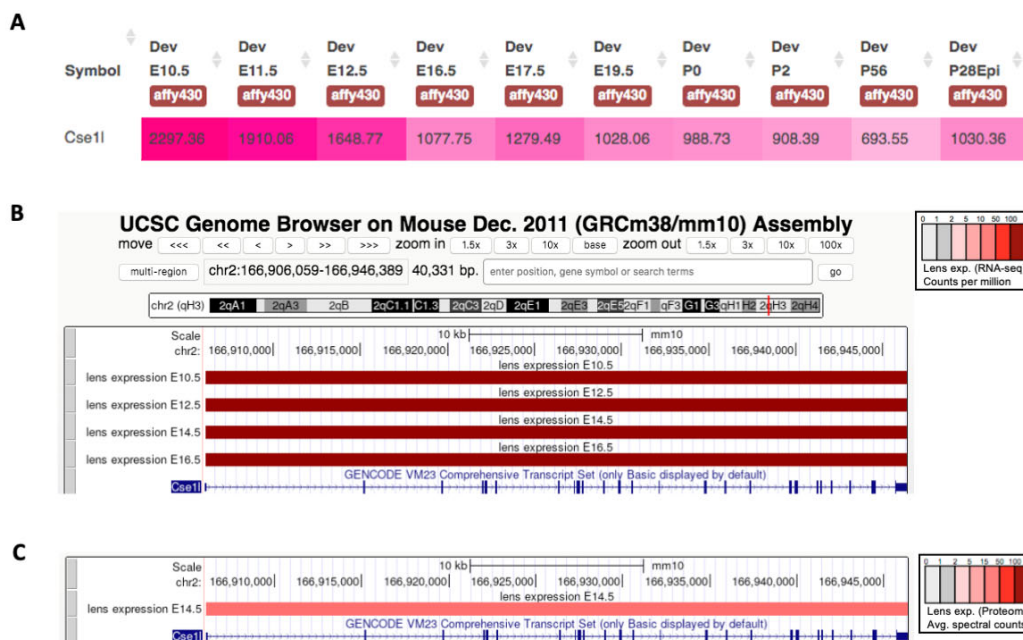 A
Symbol Dev E10.5 affy430 Dev E11.5 affy430 Dev E12.5 affy430 Dev E16.5 affy430 Dev E17.5 affy430 Dev E19.5 affy430 Dev P0 affy430 Dev P2 affy430 Dev P56 affy430 Dev P28Epi affy430
Cse1l 2297.36 1910.06 1648.77 1077.75 1279.49 1028.06 988.73 908.39 693.55 1030.36
B
UCSC Genome Browser on Mouse Dec. 2011 (GRCm38/mm10) Assembly
move <<< << < > >> >>> zoom in 1.5x 3x 10x base zoom out 1.5x 3x 10x 100x
multi-region chr2:166,906,059-166,946,389 40,331 bp. enter position, gene symbol or search terms go
chr2 (qH3) 2qA1 2qA3 2qB 2qC1.1 C1.3 2qC3 2qD 2qE1 2qE3 2qE5 2qF1 qF3 G1 G3 qH1 H2 2qH3 2qH4
Scale 10 kb mm10
chr2: 166,910,000 166,915,000 166,920,000 166,925,000 166,930,000 166,935,000 166,940,000 166,945,000
lens expression E10.5
lens expression E10.5
lens expression E12.5
lens expression E12.5
lens expression E14.5
lens expression E14.5
lens expression E16.5
lens expression E16.5
GENCODE VM23 Comprehensive Transcript Set (only Basic displayed by default)
Cse1l
0 1 2 5 10 50 100
Lens exp. (RNA-seq
Counts per million
C
Scale 10 kb mm10
chr2: 166,910,000 166,915,000 166,920,000 166,925,000 166,930,000 166,935,000 166,940,000 166,945,000
lens expression E14.5
lens expression E14.5
GENCODE VM23 Comprehensive Transcript Set (only Basic displayed by default)
Cse1l
0 1 2 5 15 50 100
Lens exp. (Proteom
Avg. spectral counts